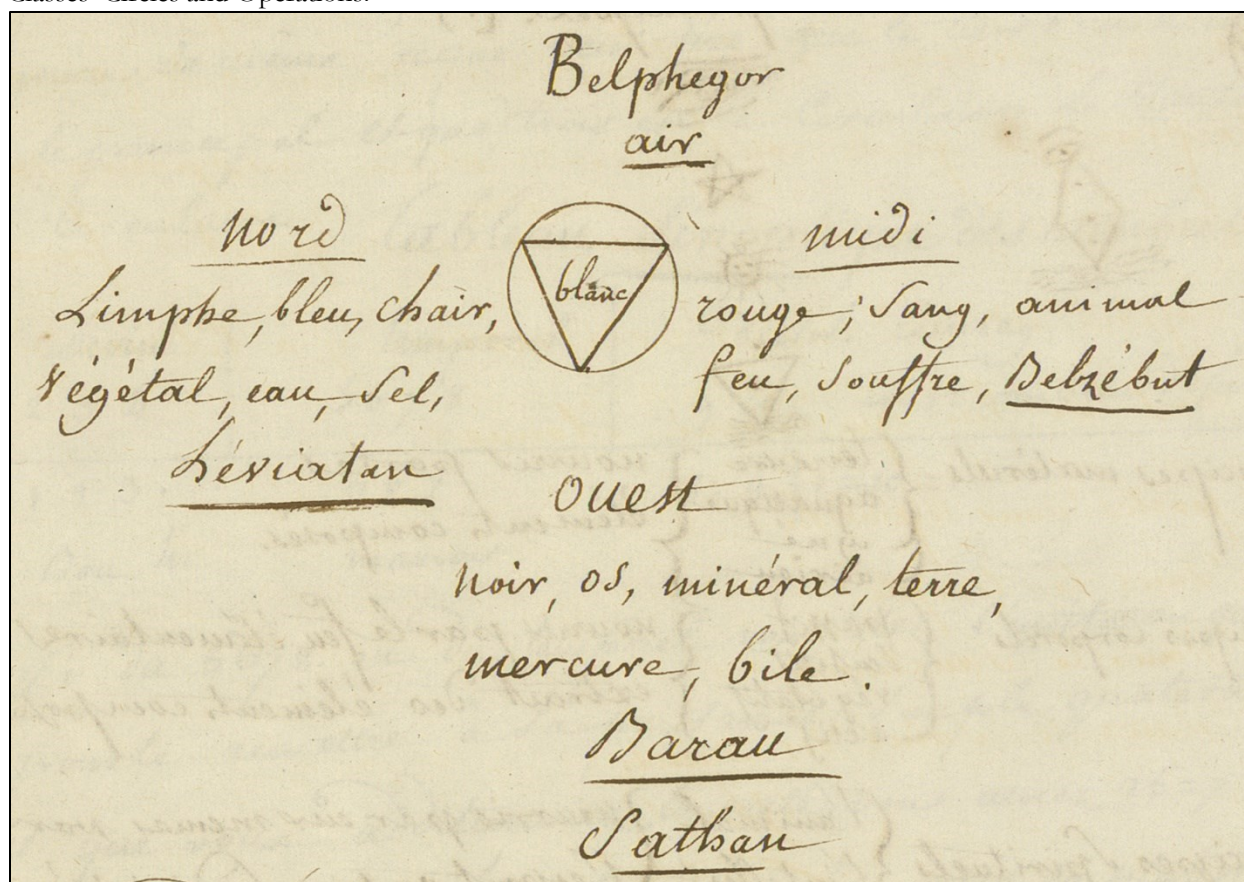 Classes' Circles and Operations.
Belphegor
air
Nord
midi
blanc
Limphe, bleu, chair,
rouge, Sang, animal
végétal, eau, Sel,
feu, Souffre, Belzébut
Léviatan
ouest
Noir, os, minéral, terre,
mercure, bile.
Barau
Sathan